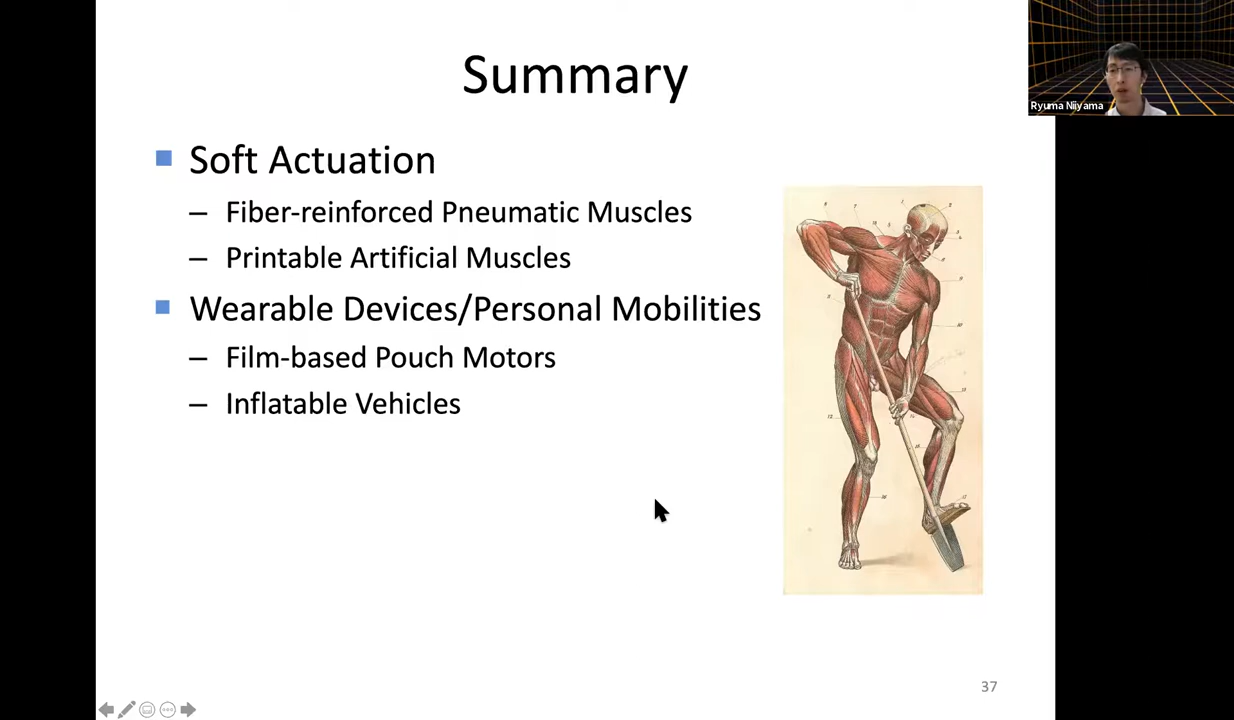 Summary
Ryuma Niiyama
Soft Actuation
– Fiber-reinforced Pneumatic Muscles
– Printable Artificial Muscles
Wearable Devices/Personal Mobilities
– Film-based Pouch Motors
– Inflatable Vehicles
37